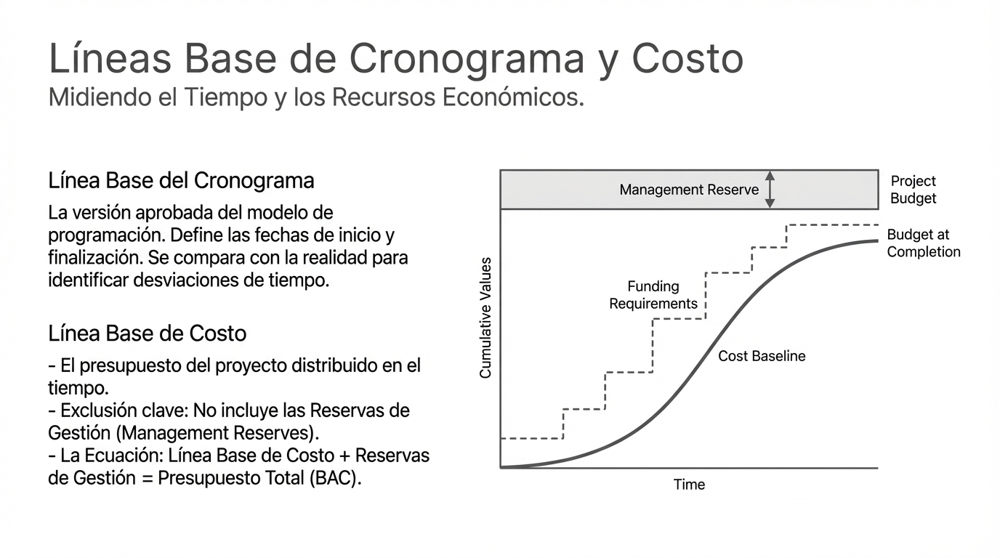 Líneas Base de Cronograma y Costo
Midiendo el Tiempo y los Recursos Económicos.
Línea Base del Cronograma
La versión aprobada del modelo de
programación. Define las fechas de inicio y
finalización. Se compara con la realidad para
identificar desviaciones de tiempo.
Línea Base de Costo
- El presupuesto del proyecto distribuido en el
tiempo.
- Exclusión clave: No incluye las Reservas de
Gestión (Management Reserves).
- La Ecuación: Línea Base de Costo + Reservas
de Gestión = Presupuesto Total (BAC).
Management Reserve
Project
Budget
Budget at
Completion
Funding
Requirements
Cost Baseline
Cumulative Values
Time